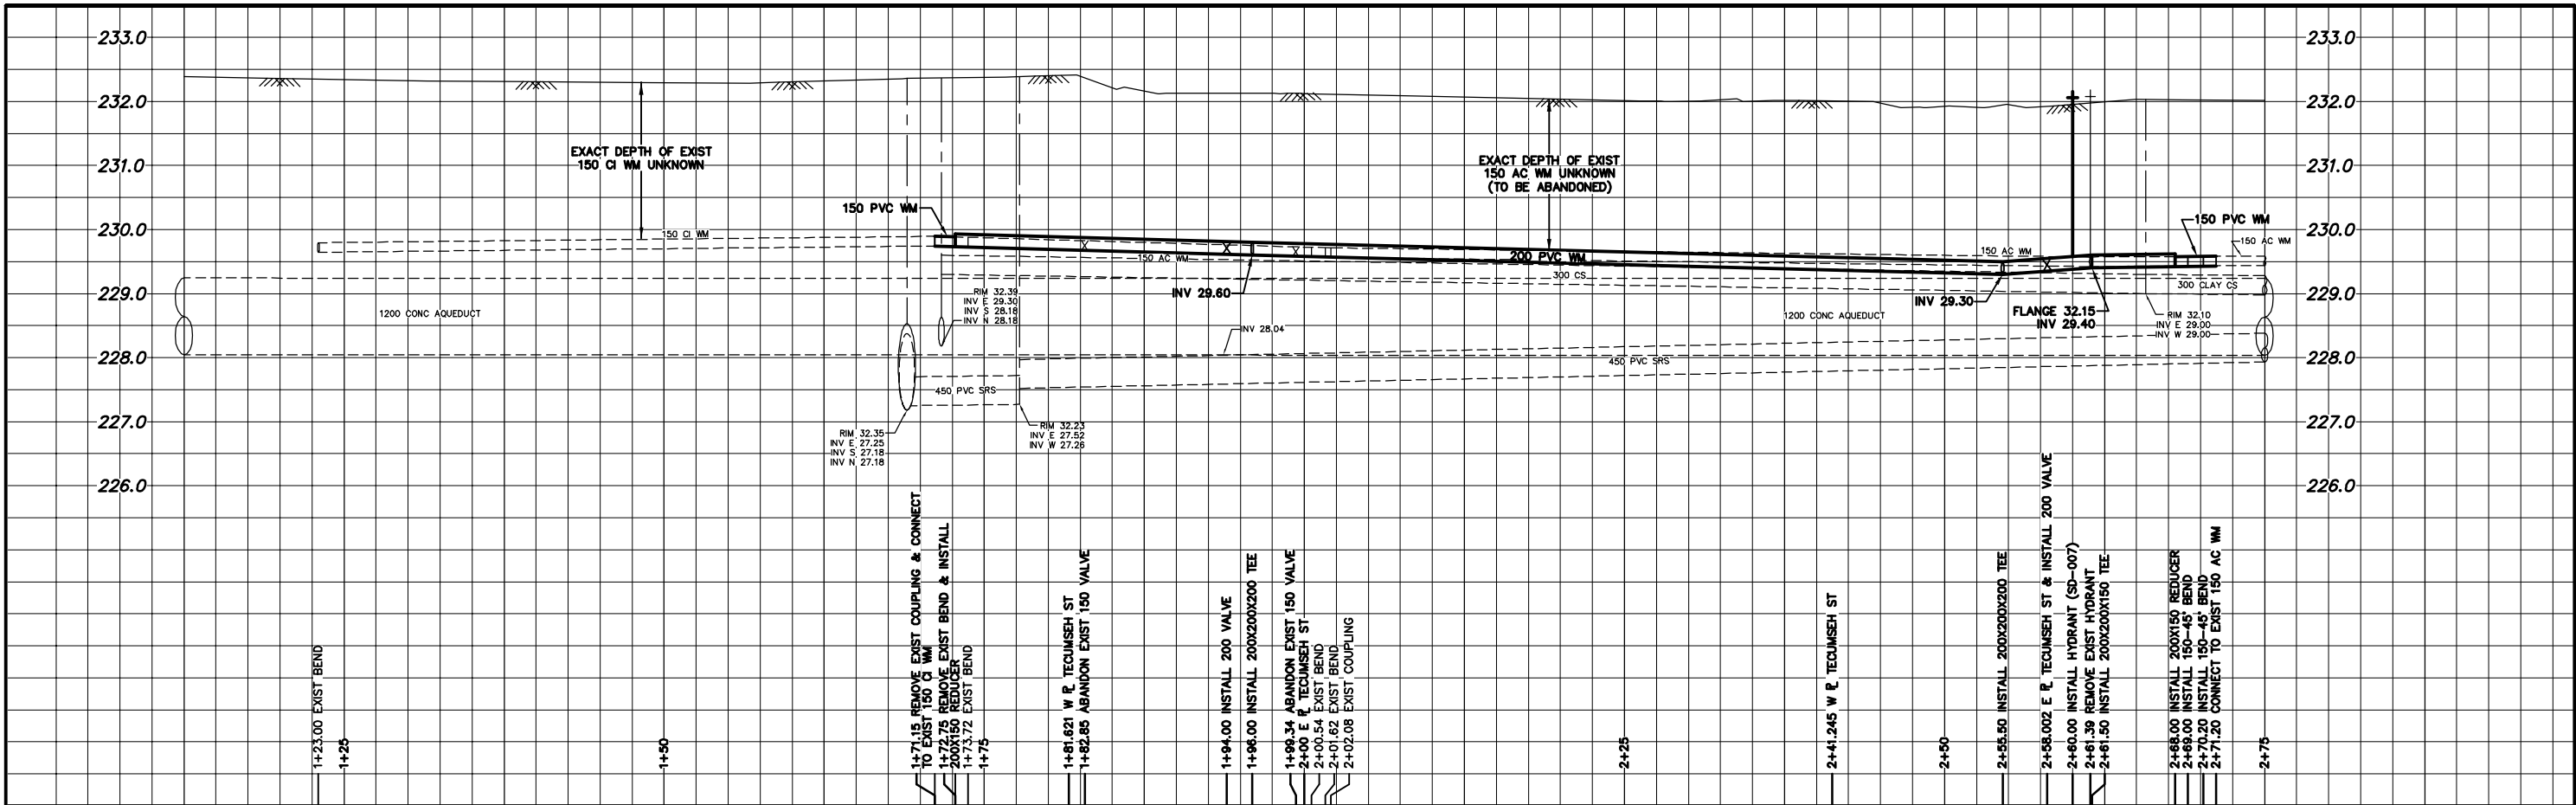 233.0
233.0
232.0
232.0
EXACT DEPTH OF EXIST
150 CI WM UNKNOWN
231.0
231.0
EXACT DEPTH OF EXIST
150 AC WM UNKNOWN
(TO BE ABANDONED)
150 PVC WM
150 PVC WM
230.0
230.0
150 CI WM
150 AC WM
150 AC WM
150 AC WM
200 PVC WM
300 CS
300 CLAY CS
229.0
229.0
RIM 32.39
INV E 29.30
INV S 28.18
INV N 28.18
INV 29.60
INV 29.30
FLANGE 32.15
INV 29.40
RIM 32.10
INV E 29.00
INV W 29.00
1200 CONC AQUEDUCT
1200 CONC AQUEDUCT
INV 28.04
228.0
228.0
450 PVC SRS
450 PVC SRS
227.0
227.0
RIM 32.35
INV E 27.25
INV S 27.18
INV N 27.18
RIM 32.23
INV E 27.52
INV W 27.26
226.0
226.0
1+23.00 EXIST BEND
1+25
1+50
1+71.15 REMOVE EXIST COUPLING & CONNECT
TO EXIST 150 CI WM
1+72.75 REMOVE EXIST BEND & INSTALL
200X150 REDUCER
1+73.72 EXIST BEND
1+75
1+81.621 W PL TECUMSEH ST
1+82.85 ABANDON EXIST 150 VALVE
1+94.00 INSTALL 200 VALVE
1+96.00 INSTALL 200X200X200 TEE
1+99.34 ABANDON EXIST 150 VALVE
2+00 E PL TECUMSEH ST
2+00.54 EXIST BEND
2+01.62 EXIST BEND
2+02.08 EXIST COUPLING
2+25
2+41.245 W PL TECUMSEH ST
2+50
2+55.50 INSTALL 200X200X200 TEE
2+58.002 E PL TECUMSEH ST & INSTALL 200 VALVE
2+60.00 INSTALL HYDRANT (SD-007)
2+61.39 REMOVE EXIST HYDRANT
2+61.50 INSTALL 200X200X150 TEE
2+68.00 INSTALL 200X150 REDUCER
2+69.00 INSTALL 150-45° BEND
2+70.20 INSTALL 150-45° BEND
2+71.20 CONNECT TO EXIST 150 AC WM
2+75